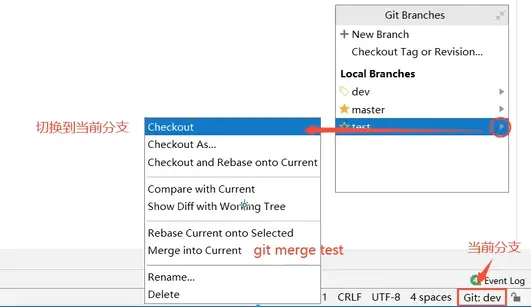 Git Branches
New Branch
Checkout Tag or Revision...
Local Branches
dev
master
test
切换到当前分支
Checkout
Checkout As...
Checkout and Rebase onto Current
Compare with Current
Show Diff with Working Tree
Rebase Current onto Selected
Merge into Current
git merge test
Rename...
Delete
当前分支
4 Event Log
1 CRLF UTF-8 4 spaces Git: dev